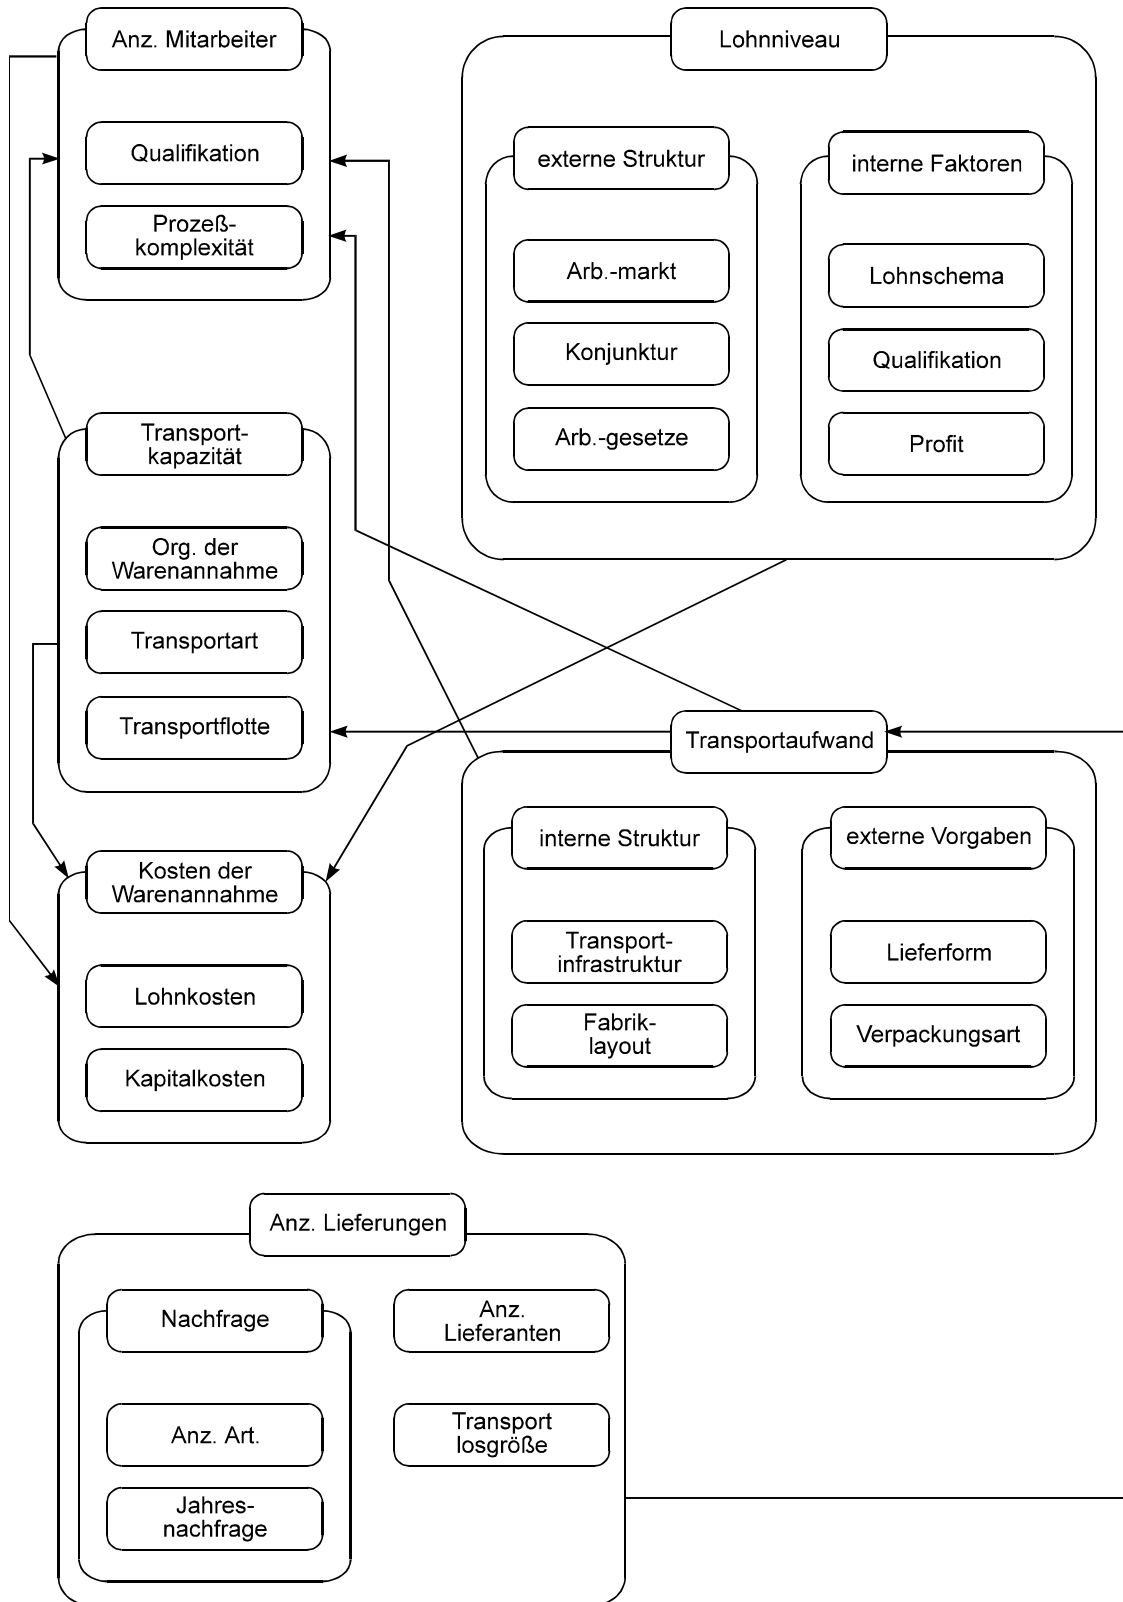 Anz. Mitarbeiter
Qualifikation
Prozeß-
komplexität
Lohnniveau
externe Struktur
Arb.-markt
Konjunktur
Arb.-gesetze
interne Faktoren
Lohnschema
Qualifikation
Profit
Transport-
kapazität
Org. der
Warenannahme
Transportart
Transportflotte
Transportaufwand
interne Struktur
Transport-
infrastruktur
Fabrik-
layout
externe Vorgaben
Lieferform
Verpackungsart
Kosten der
Warenannahme
Lohnkosten
Kapitalkosten
Anz. Lieferungen
Nachfrage
Anz. Art.
Jahres-
nachfrage
Anz.
Lieferanten
Transport
losgröße